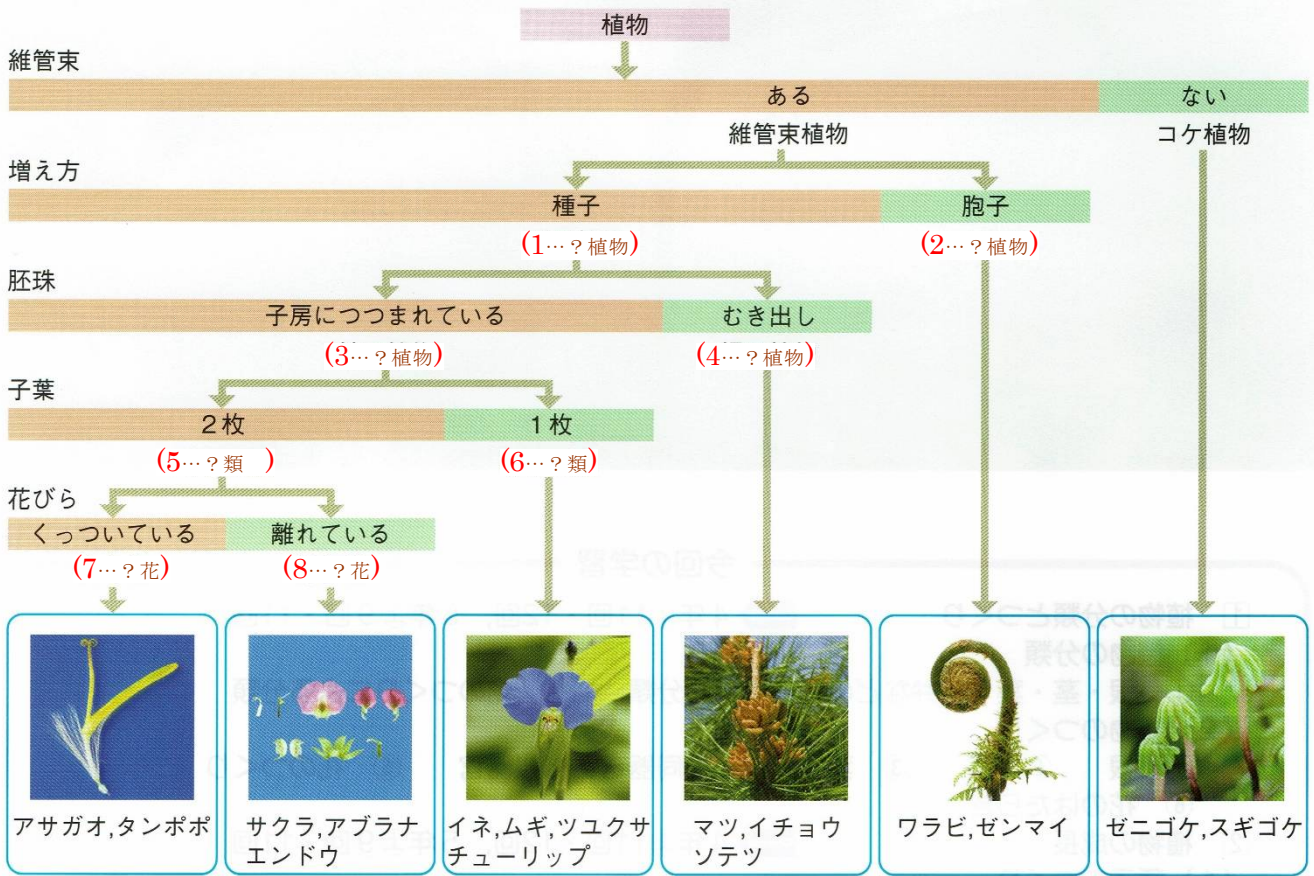 植物
維管束
ある
ない
維管束植物
コケ植物
増え方
種子
胞子
(1…？植物)
(2…？植物)
胚珠
子房につつまれている
むき出し
(3…？植物)
(4…？植物)
子葉
2枚
1枚
(5…？類 )
(6…？類)
花びら
くっついている
離れている
(7…？花)
(8…？花)
アサガオ,タンポポ
サクラ,アブラナ
エンドウ
イネ,ムギ,ツユクサ
チューリップ
マツ,イチョウ
ソテツ
ワラビ,ゼンマイ
ゼニゴケ,スギゴケ